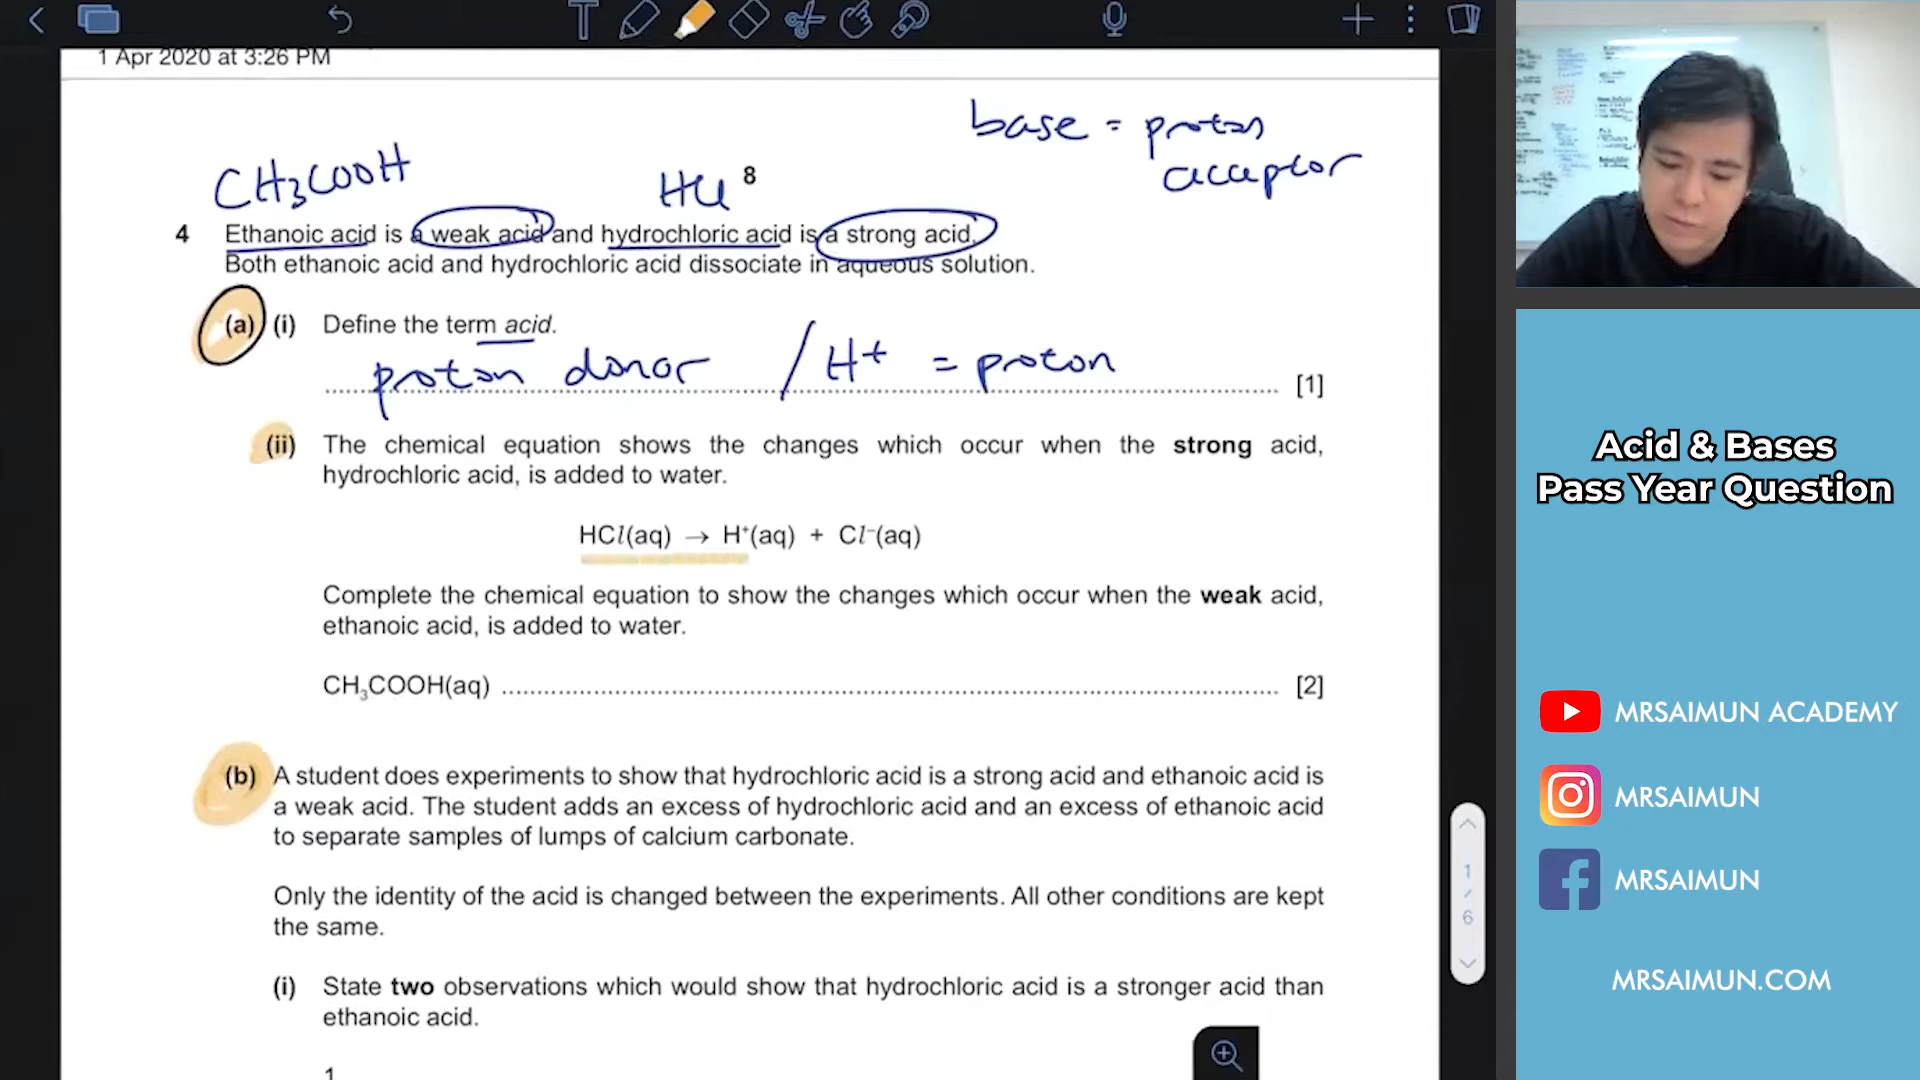 1 Apr 2020 at 3:26 PM
base = proton
acceptor
CH3COOH
HCl
8
4 Ethanoic acid is a weak acid and hydrochloric acid is a strong acid.
Both ethanoic acid and hydrochloric acid dissociate in aqueous solution.
(a) (i) Define the term acid.
proton donor / H+ = proton
[1]
(ii) The chemical equation shows the changes which occur when the strong acid,
hydrochloric acid, is added to water.
HCl(aq) → H⁺(aq) + Cl⁻(aq)
Complete the chemical equation to show the changes which occur when the weak acid,
ethanoic acid, is added to water.
CH₃COOH(aq) ........ [2]
(b) A student does experiments to show that hydrochloric acid is a strong acid and ethanoic acid is
a weak acid. The student adds an excess of hydrochloric acid and an excess of ethanoic acid
to separate samples of lumps of calcium carbonate.
Only the identity of the acid is changed between the experiments. All other conditions are kept
the same.
(i) State two observations which would show that hydrochloric acid is a stronger acid than
ethanoic acid.
1
1
/
6
Acid & Bases
Pass Year Question
MRSAIMUN ACADEMY
MRSAIMUN
MRSAIMUN
MRSAIMUN.COM